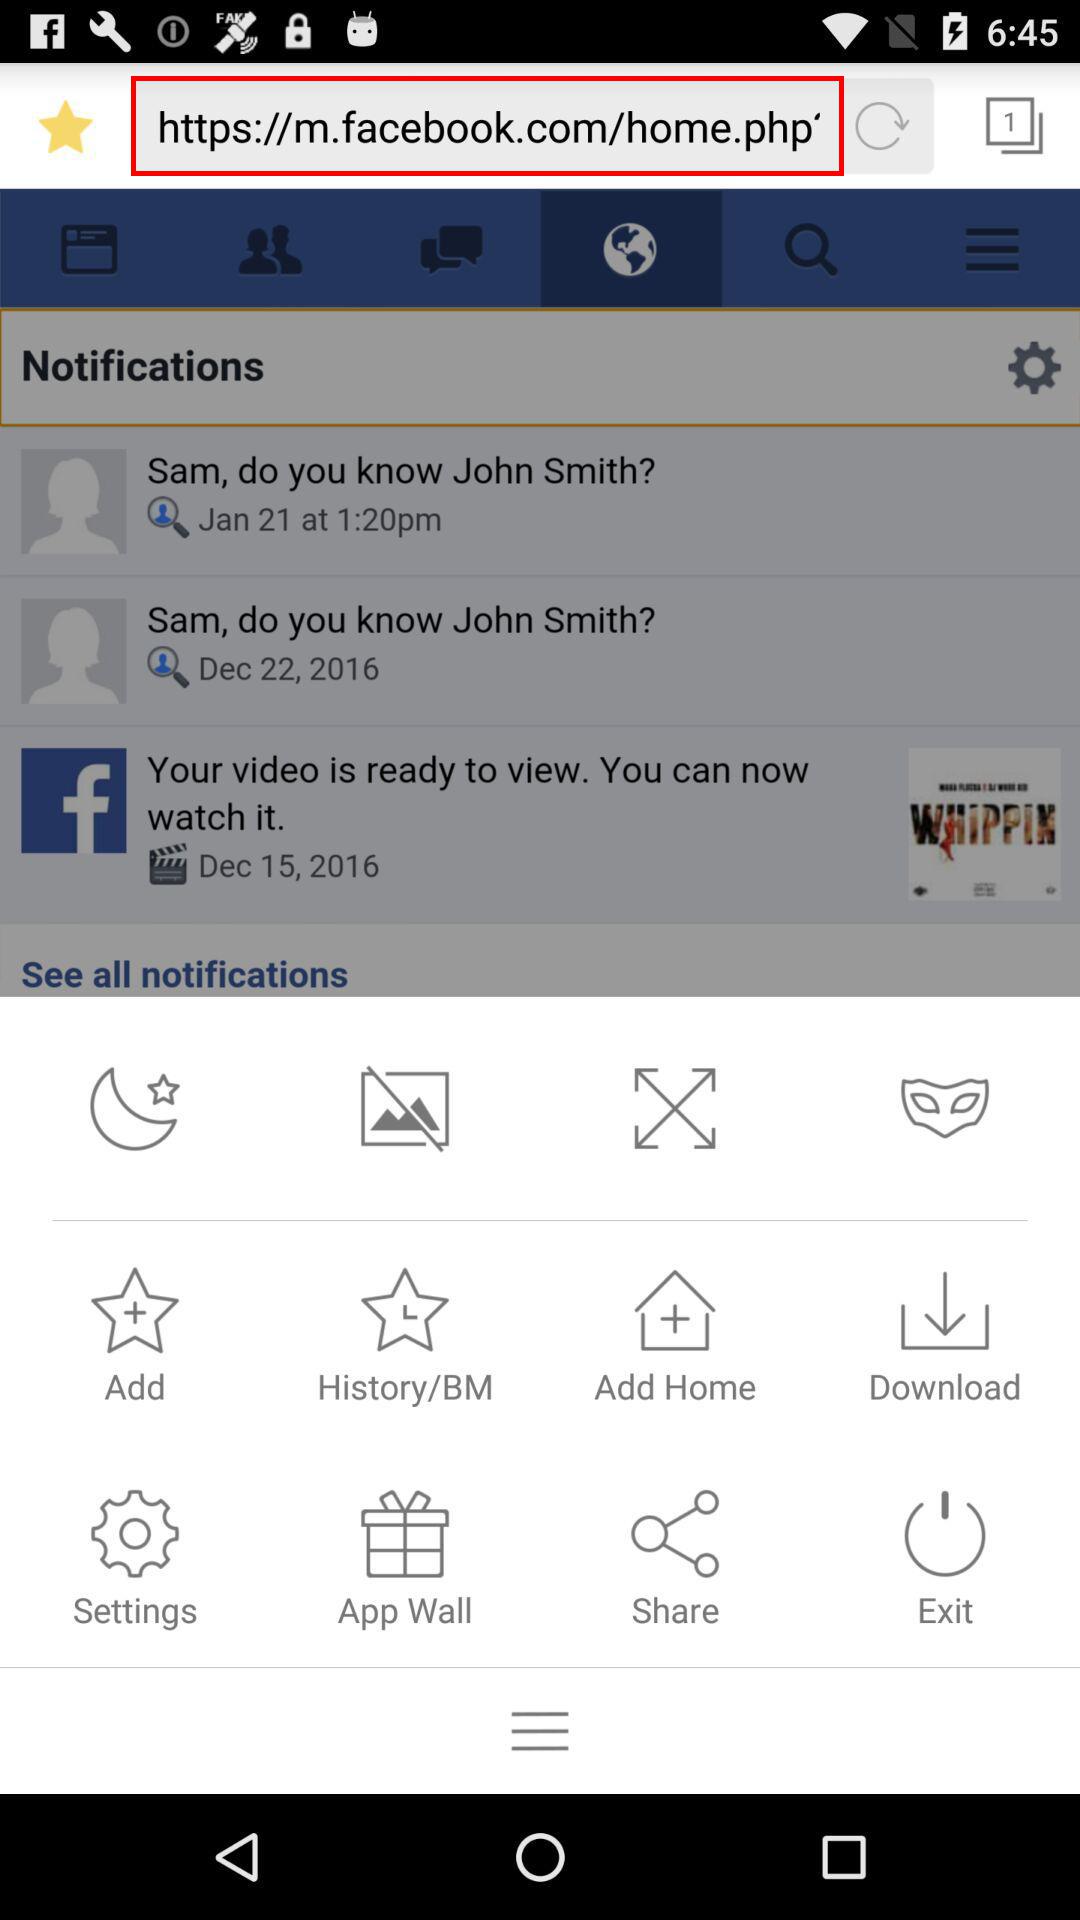 FAKE
6:45
https://m.facebook.com/home.php?
1
Notifications
Sam, do you know John Smith?
Jan 21 at 1:20pm
Sam, do you know John Smith?
Dec 22, 2016
Your video is ready to view. You can now
watch it.
Dec 15, 2016
WHIPPIN
See all notifications
Add
History/BM
Add Home
Download
Settings
App Wall
Share
Exit